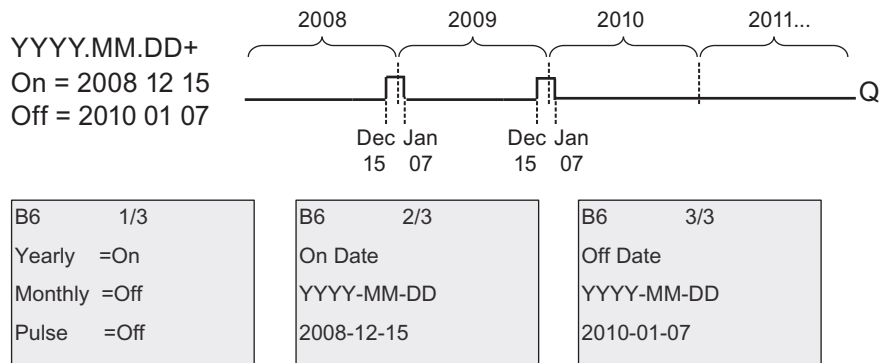 2008 2009 2010 2011...
YYYY.MM.DD+
On = 2008 12 15
Off = 2010 01 07
Q
Dec Jan Dec Jan
15 07 15 07
B6 1/3
Yearly =On
Monthly =Off
Pulse =Off
B6 2/3
On Date
YYYY-MM-DD
2008-12-15
B6 3/3
Off Date
YYYY-MM-DD
2010-01-07